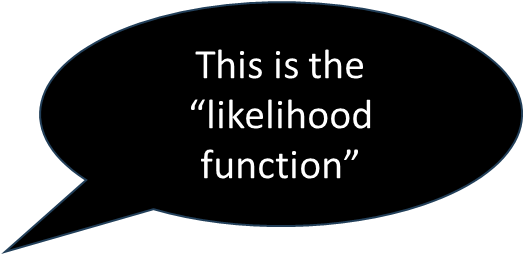 This is the
“likelihood
function”